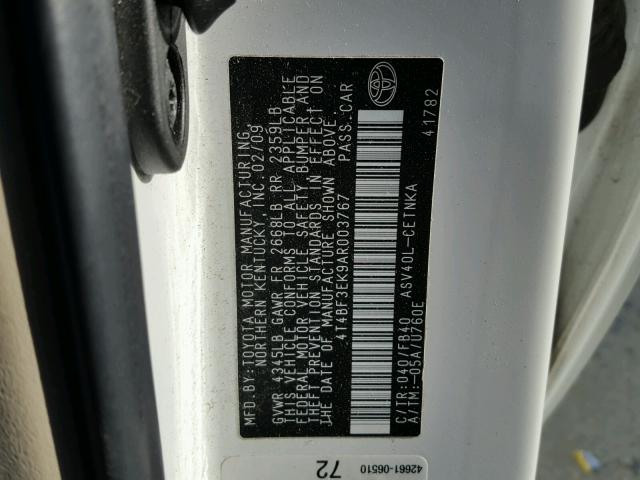 MFD. BY: TOYOTA MOTOR MANUFACTURING,
NORTHERN KENTUCKY, INC. 02/09
GVWR 4345LB GAWR FR 2668LB RR 2359LB
THIS VEHICLE CONFORMS TO ALL APPLICABLE
FEDERAL MOTOR VEHICLE SAFETY, BUMPER AND
THEFT PREVENTION STANDARDS IN EFFECT ON
THE DATE OF MANUFACTURE SHOWN ABOVE.
4T4BF3EK9AR003767 PASS.CAR
C/TR:040/FB40 ASV40L-CETNKA
A/TM:-05A/U760E
41782
42661-06510
72